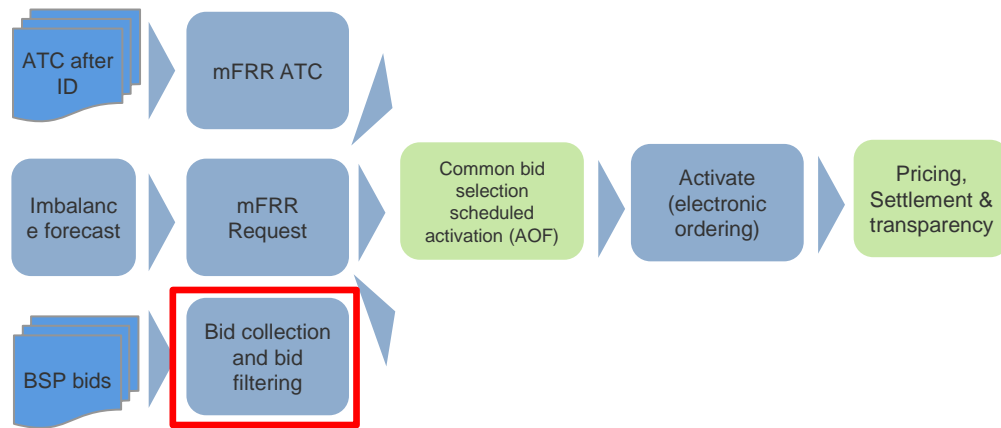 ATC after
ID
mFRR ATC
Imbalanc
e forecast
mFRR
Request
Common bid
selection
scheduled
activation (AOF)
Activate
(electronic
ordering)
Pricing,
Settlement &
transparency
BSP bids
Bid collection
and bid
filtering